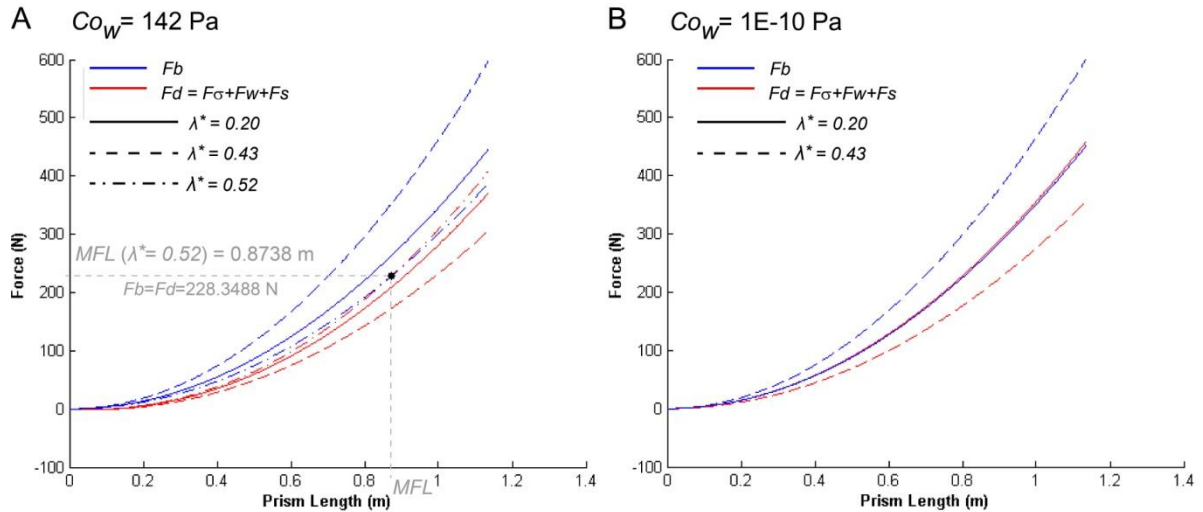 A Co_W = 142 Pa
600
500
400
300
200
100
0
-100
Force (N)
Fb
Fd = Fσ+Fw+Fs
λ* = 0.20
λ* = 0.43
λ* = 0.52
MFL (λ*= 0.52) = 0.8738 m
Fb=Fd=228.3488 N
MFL
0 0.2 0.4 0.6 0.8 1 1.2 1.4
Prism Length (m)
B Co_W = 1E-10 Pa
600
500
400
300
200
100
0
-100
Force (N)
Fb
Fd = Fσ+Fw+Fs
λ* = 0.20
λ* = 0.43
0 0.2 0.4 0.6 0.8 1 1.2 1.4
Prism Length (m)